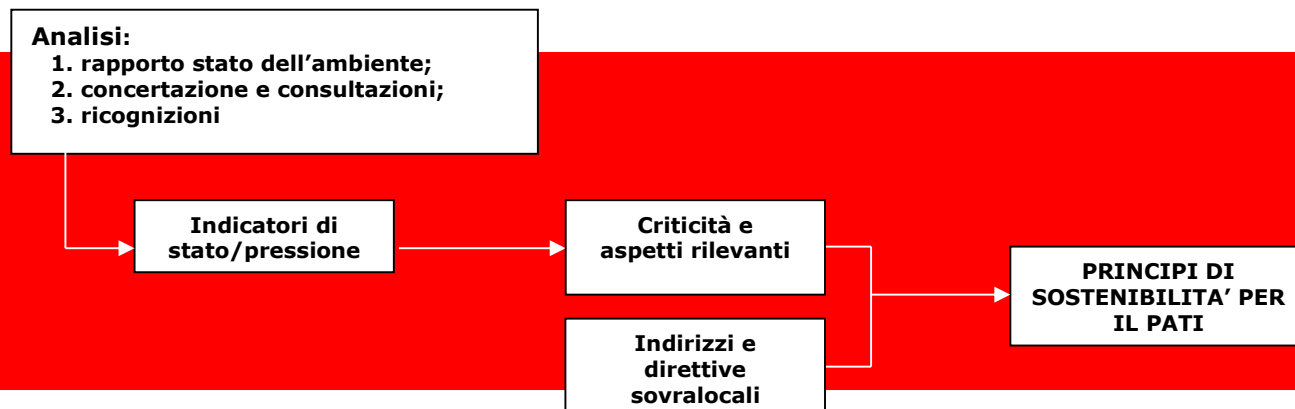 Analisi:
1. rapporto stato dell’ambiente;
2. concertazione e consultazioni;
3. ricognizioni
Indicatori di
stato/pressione
Criticità e
aspetti rilevanti
Indirizzi e
direttive
sovralocali
PRINCIPI DI
SOSTENIBILITA’ PER
IL PATI